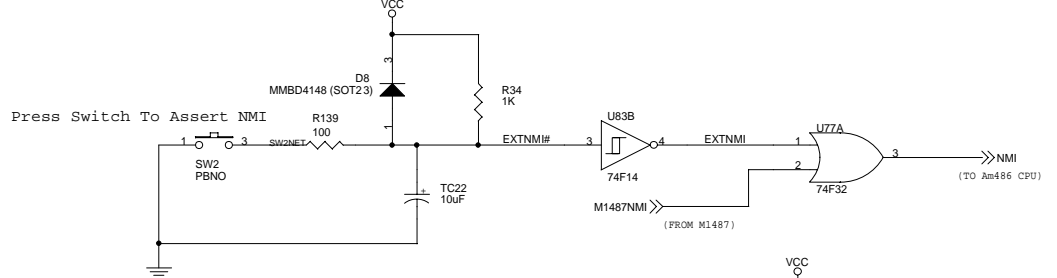 VCC
D8
MMBD4148 (SOT23)
3
1
R34
1K
Press Switch To Assert NMI
R139
100
1
3
SW2NET
SW2
PBNO
EXTNMI#
U83B
3
4
74F14
EXTNMI
U77A
1
2
3
74F32
NMI
(TO Am486 CPU)
TC22
10uF
+
M1487NMI
(FROM M1487)
VCC